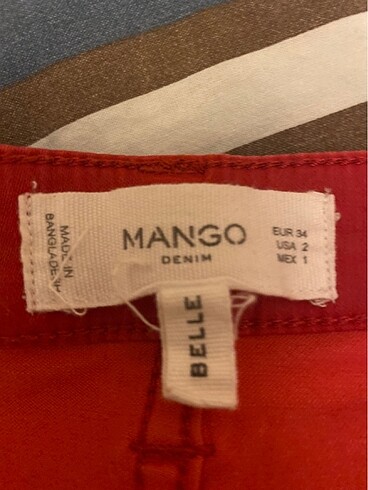 MADE IN
BANGLADESH
MANGO
DENIM
EUR 34
USA 2
MEX 1
BELLE